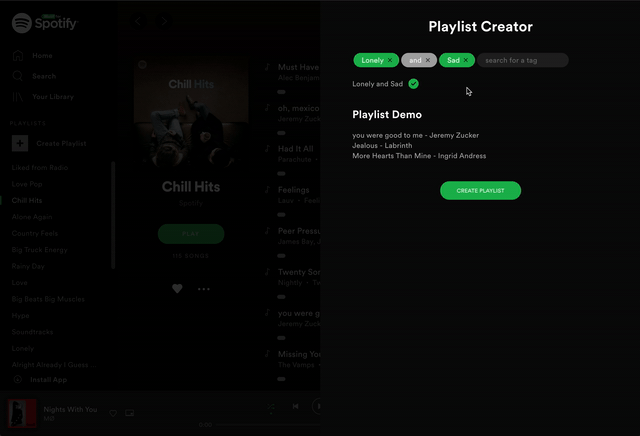 Spotify
Home
Search
Your Library
PLAYLISTS
Create Playlist
Liked from Radio
Love Pop
Chill Hits
Alone Again
Country Feels
Big Truck Energy
Rainy Day
Love
Big Beats Big Muscles
Hype
Soundtracks
Lonely
Alright Already I Guess ...
Install App
Chill Hits
Chill Hits
Spotify
PLAY
Must Have
Alec Benjam
oh, mexico
Jeremy Zuck
Had It All
Parachute
Feelings
Lauv - Feeli
Peer Pressu
James Bay, J
Twenty Som
Nightly - Tw
you were g
Jeremy Zuck
Missing You
The Vamps
Nights With You
MØ
0:00
Playlist Creator
Lonely × and × Sad × search for a tag
Lonely and Sad
Playlist Demo
you were good to me - Jeremy Zucker
Jealous - Labrinth
More Hearts Than Mine - Ingrid Andress
CREATE PLAYLIST